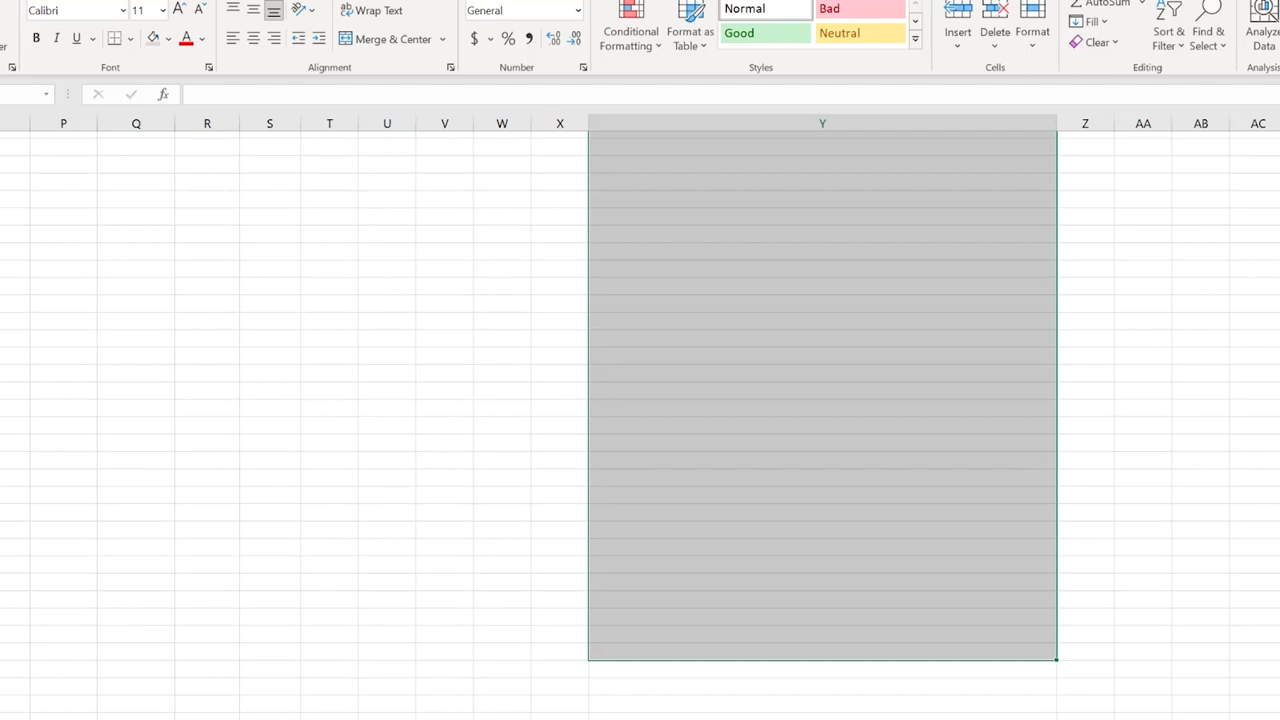 Calibri 11 A A Wrap Text General Normal Bad AutoSum
B I U A Merge & Center $ % 9 .00 Conditional Formatting Format as Table Good Neutral Insert Delete Format Fill Clear Sort & Filter Find & Select Analyze Data
Font Alignment Number Styles Cells Editing Analysis
fx
P Q R S T U V W X Y Z AA AB AC